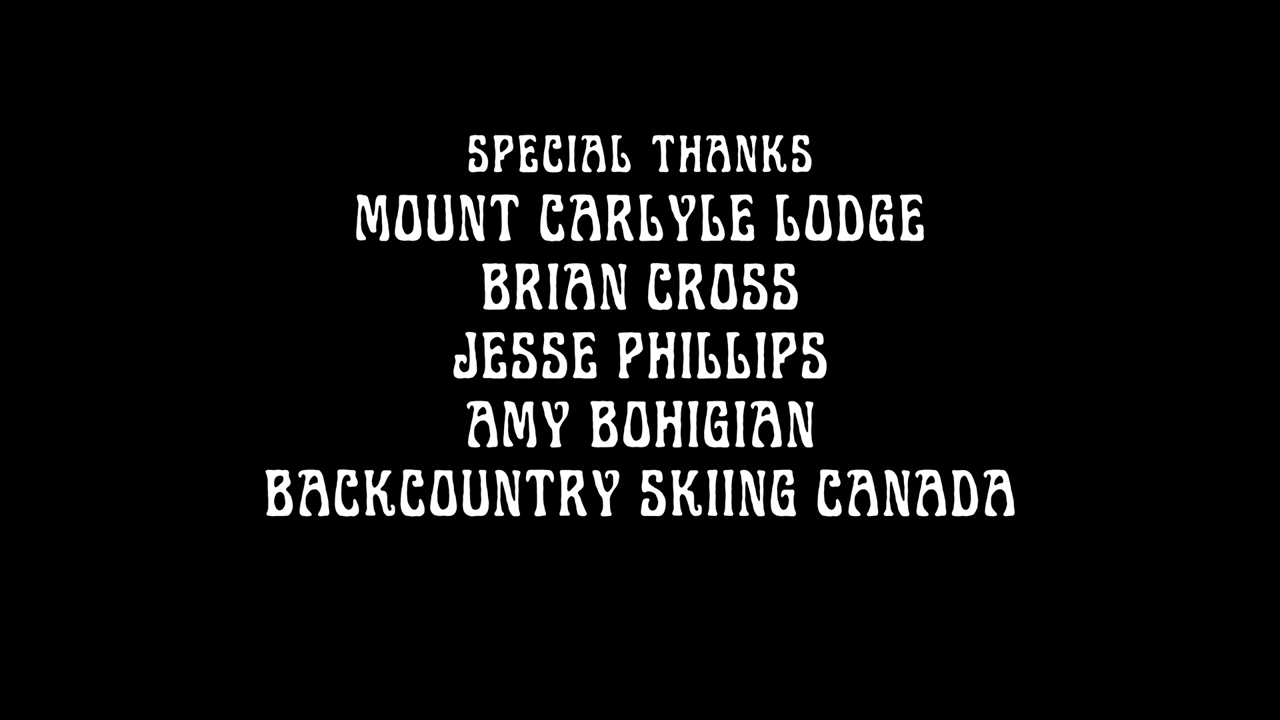 SPECIAL THANKS
MOUNT CARLYLE LODGE
BRIAN CROSS
JESSE PHILLIPS
AMY BOHIGIAN
BACKCOUNTRY SKIING CANADA